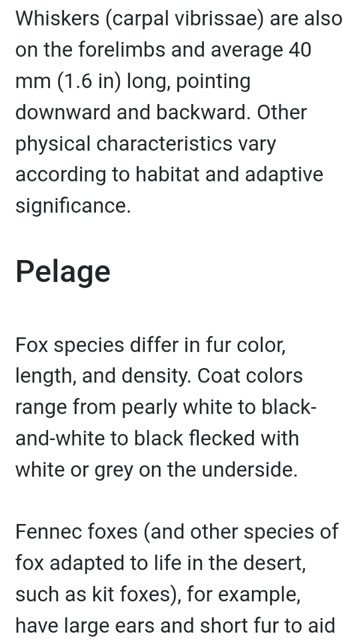 Whiskers (carpal vibrissae) are also
on the forelimbs and average 40
mm (1.6 in) long, pointing
downward and backward. Other
physical characteristics vary
according to habitat and adaptive
significance.
Pelage
Fox species differ in fur color,
length, and density. Coat colors
range from pearly white to black-
and-white to black flecked with
white or grey on the underside.
Fennec foxes (and other species of
fox adapted to life in the desert,
such as kit foxes), for example,
have large ears and short fur to aid